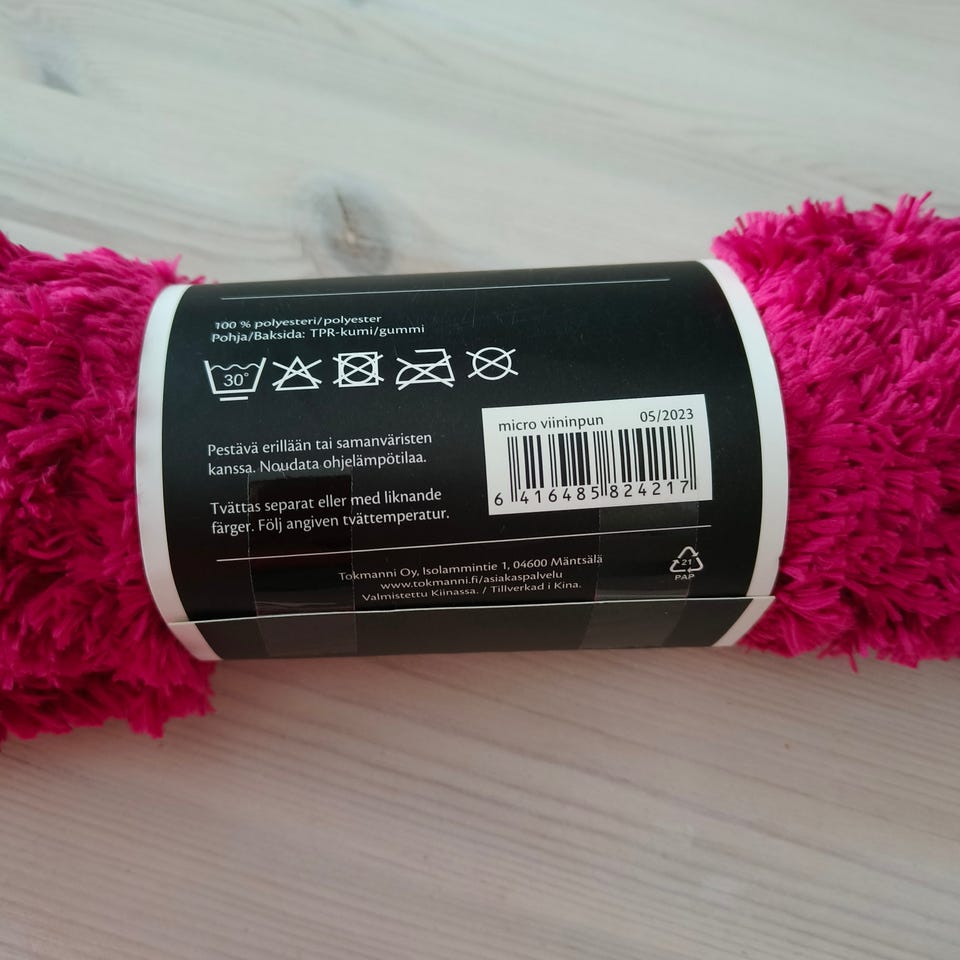 100 % polyesteri/polyester
Pohja/Baksida: TPR-kumi/gummi
30°
Pestävä erillään tai samanväristen
kanssa. Noudata ohjelämpötilaa.
Tvättas separat eller med liknande
färger. Följ angiven tvättemperatur.
micro viininpun 05/2023
6 416485 824217
Tokmanni Oy, Isolammintie 1, 04600 Mäntsälä
www.tokmanni.fi/asiakaspalvelu
Valmistettu Kiinassa. / Tillverkad i Kina.
21
PAP